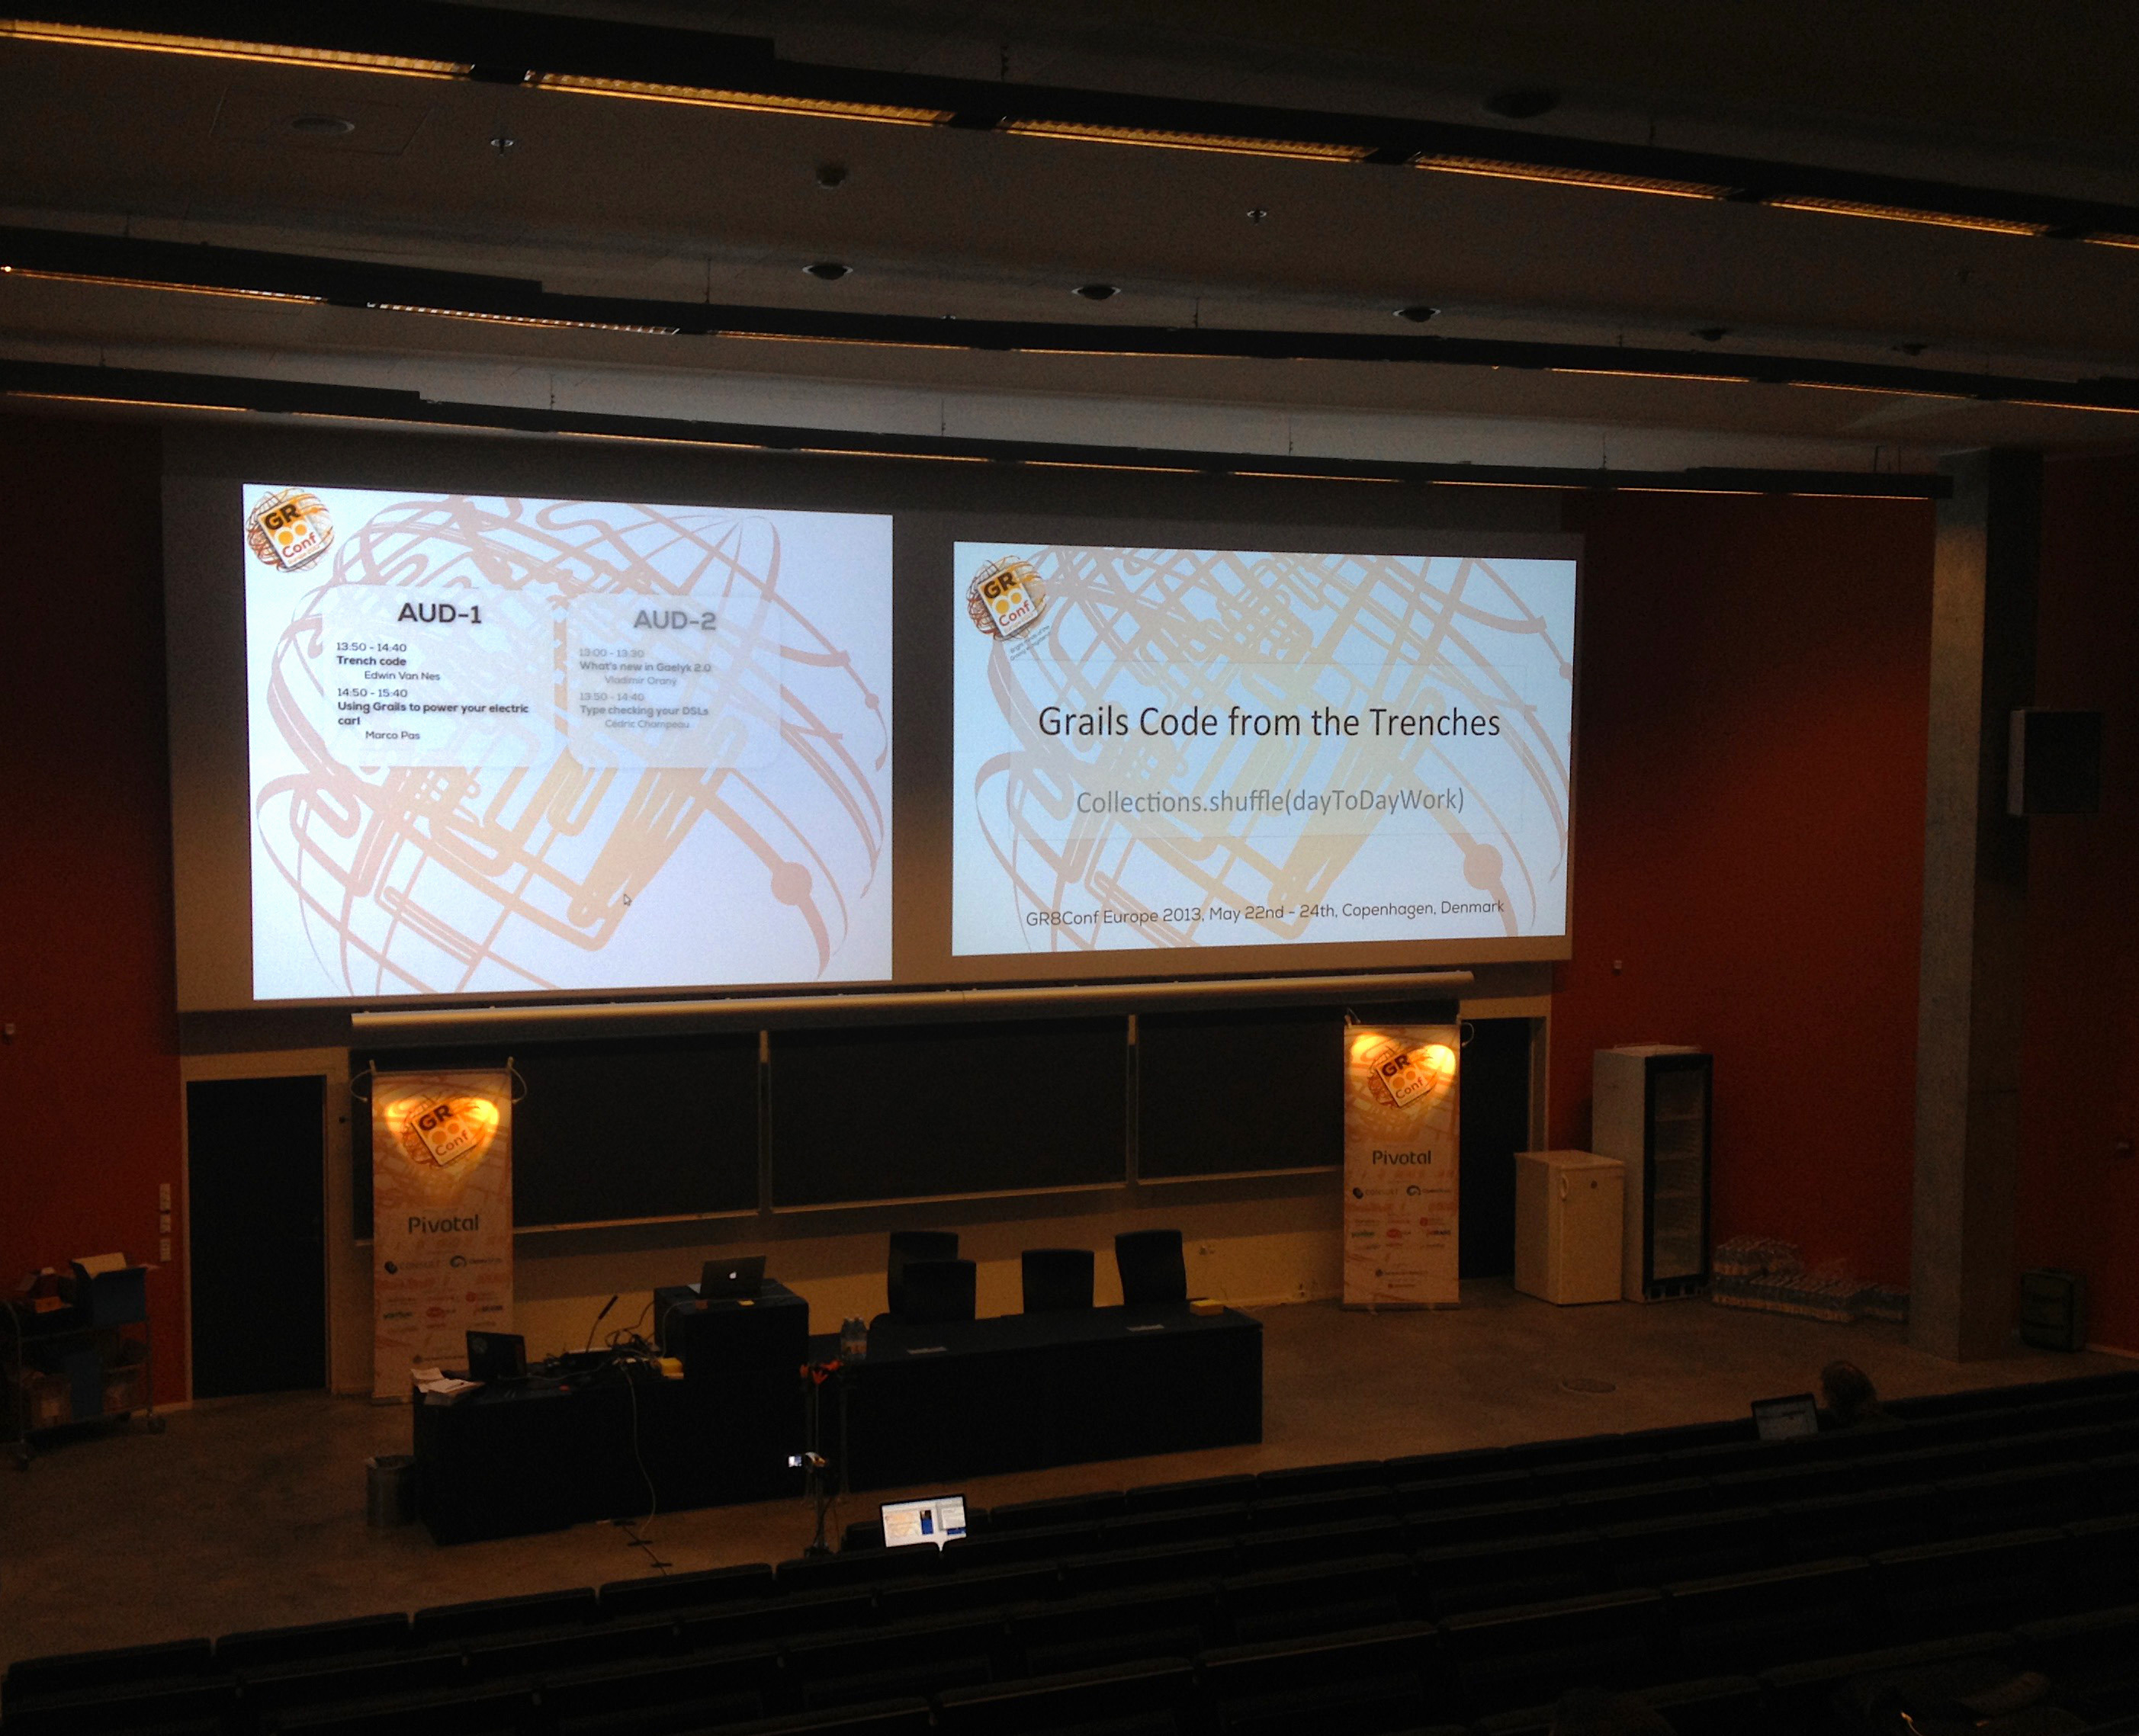 GR
Conf
AUD-1
13:50 - 14:40
Trench code
Edwin Van Nes
14:50 - 15:40
Using Grails to power your electric
car!
Marco Pas
AUD-2
13:00 - 13:30
What's new in Gaelyk 2.0
Vladimir Orany
13:50 - 14:40
Type checking your DSLs
Cédric Champeau
GR
Conf
Grails Code from the Trenches
Collections.shuffle(dayToDayWork)
GR8Conf Europe 2013, May 22nd - 24th, Copenhagen, Denmark
GR
Conf
Pivotal
GR
Conf
Pivotal